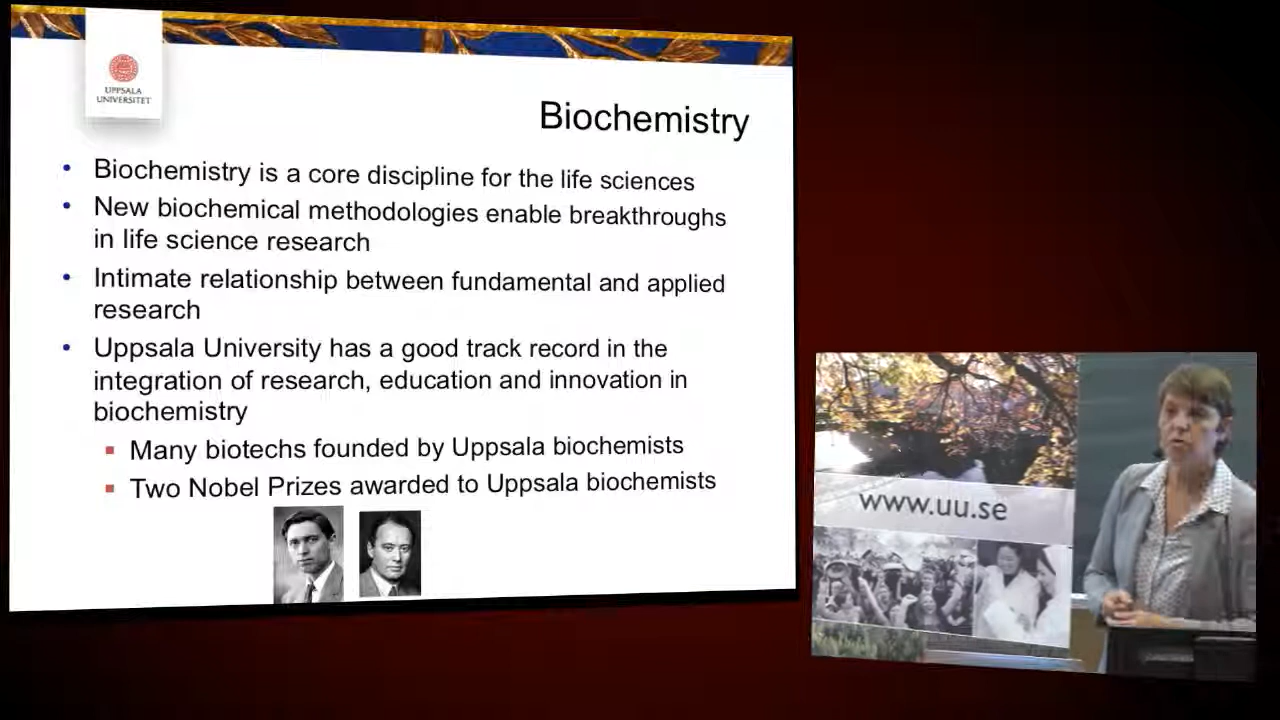 UPPSALA
UNIVERSITET
Biochemistry
• Biochemistry is a core discipline for the life sciences
• New biochemical methodologies enable breakthroughs
in life science research
• Intimate relationship between fundamental and applied
research
• Uppsala University has a good track record in the
integration of research, education and innovation in
biochemistry
▪ Many biotechs founded by Uppsala biochemists
▪ Two Nobel Prizes awarded to Uppsala biochemists
www.uu.se